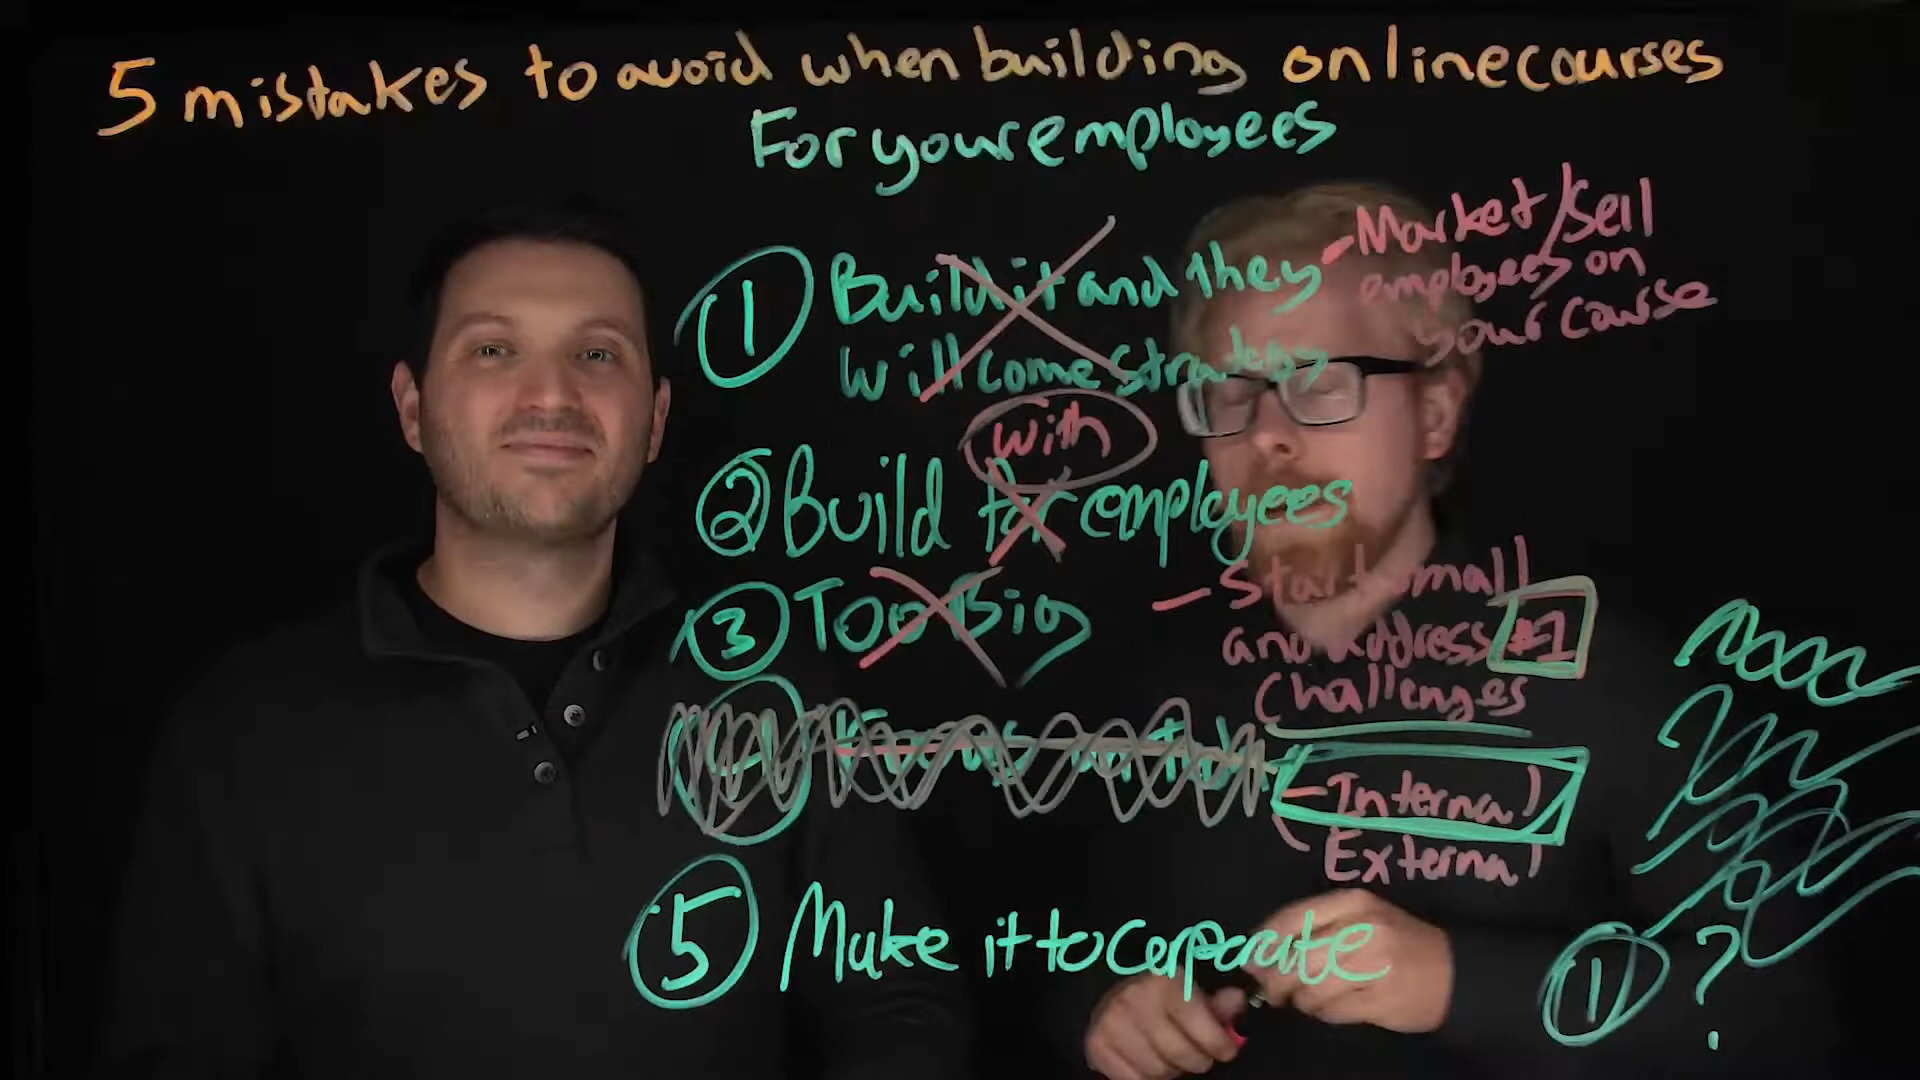 5 mistakes to avoid when building online courses
For your employees
① Build it and they
will come strategy
- Market/Sell
employees on
your course
with
② Build for employees
③ Too Big
- Start small
and address #1
Challenges
- Internal
External
⑤ Make it to corporate
① ?